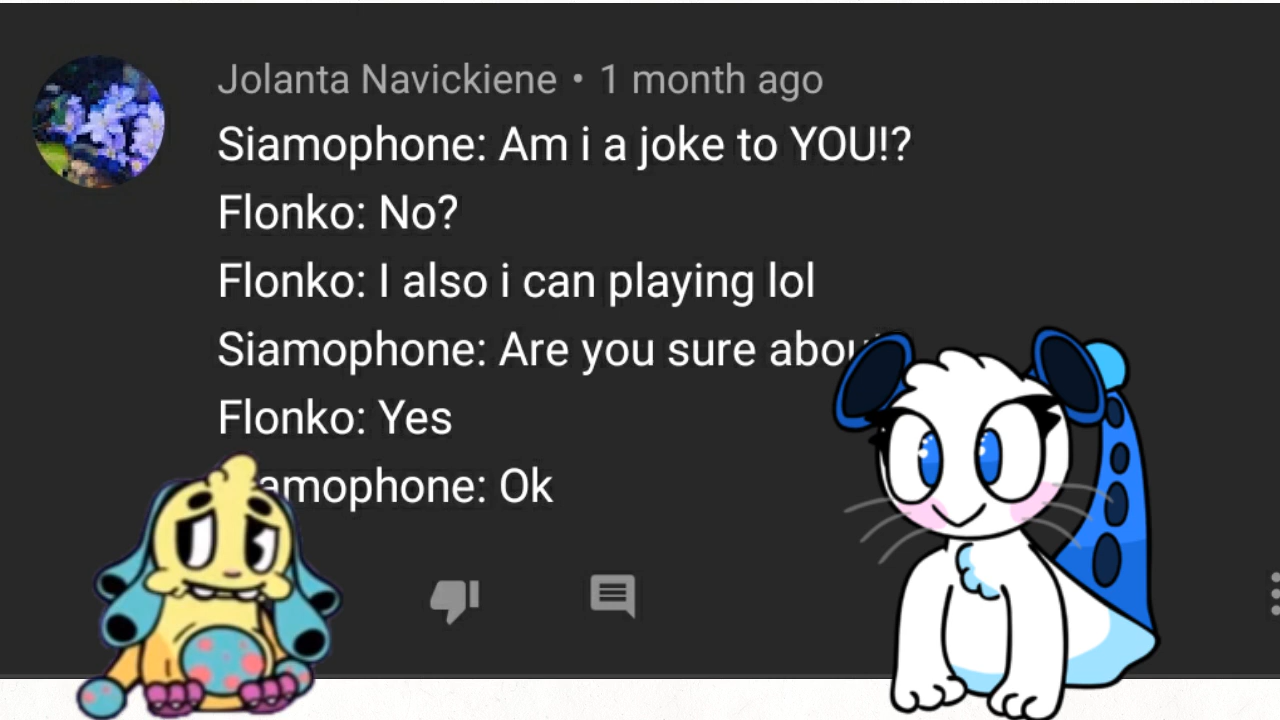 Jolanta Navickiene • 1 month ago
Siamophone: Am i a joke to YOU!?
Flonko: No?
Flonko: I also i can playing lol
Siamophone: Are you sure
Flonko: Yes
Ok